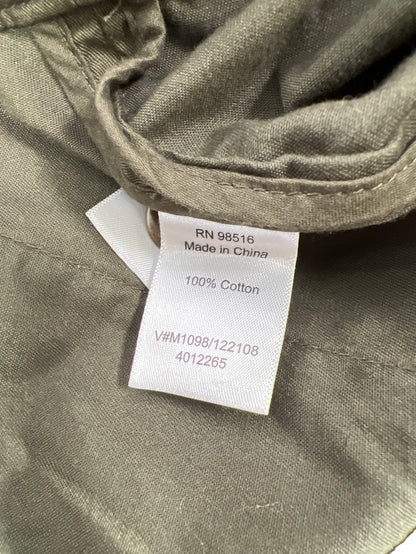 RN 98516
Made in China
100% Cotton
V#M1098/122108
4012265